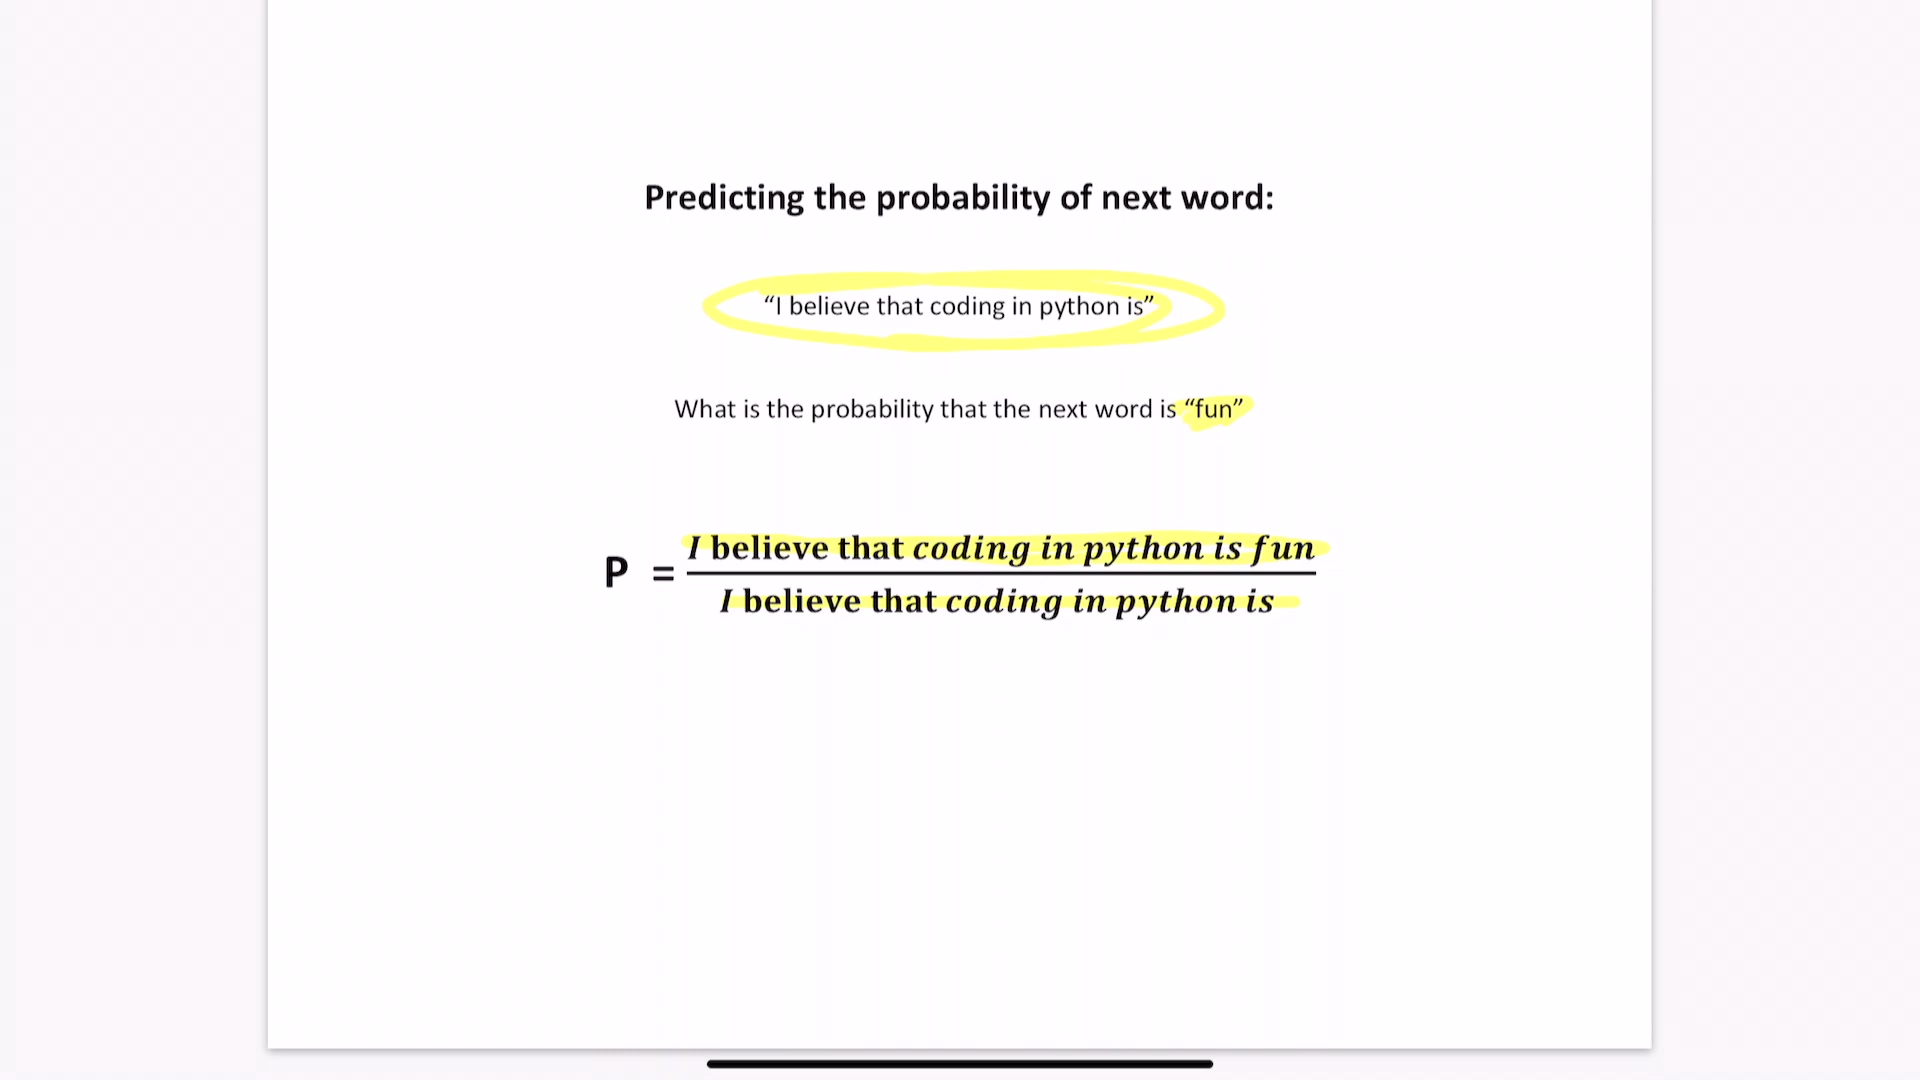 Predicting the probability of next word:
“I believe that coding in python is”
What is the probability that the next word is “fun”
P = I believe that coding in python is fun
I believe that coding in python is